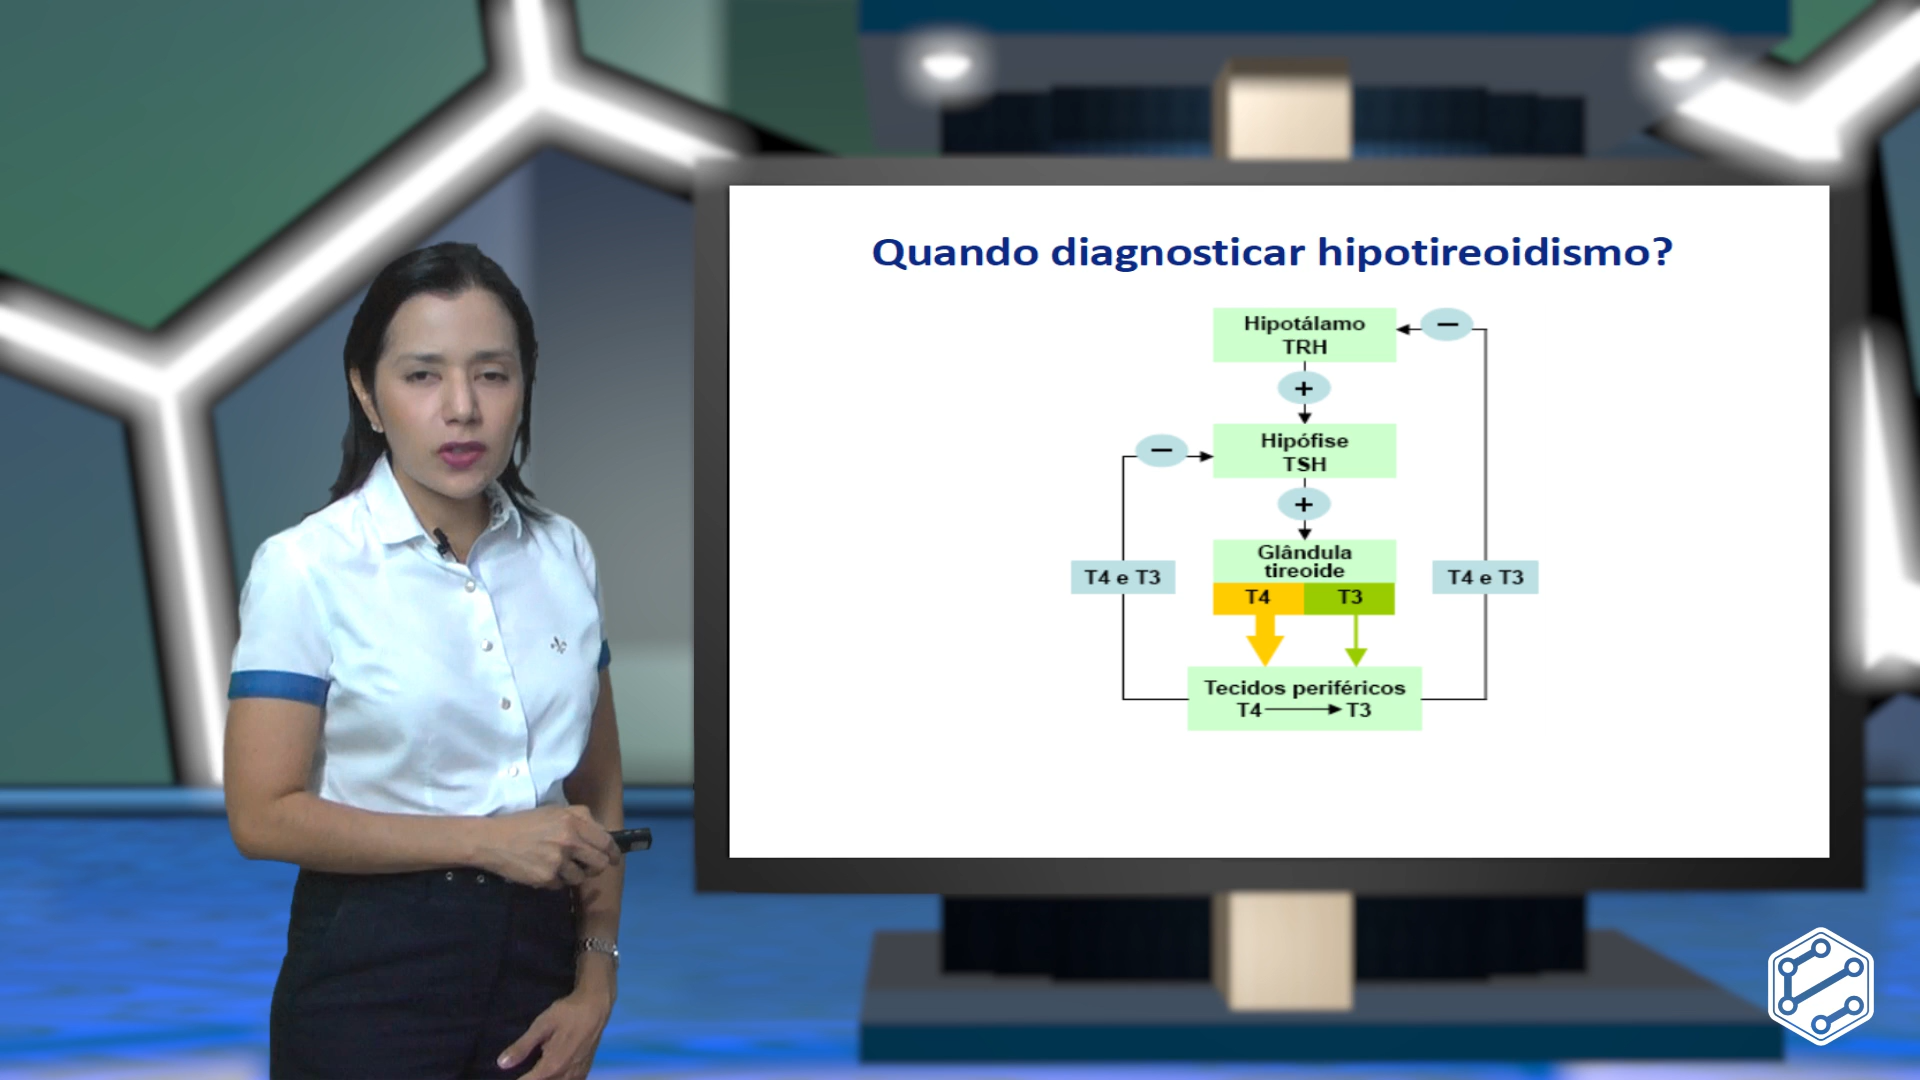 Quando diagnosticar hipotireoidismo?
Hipotálamo
TRH
−
+
Hipófise
TSH
−
+
Glândula
tireoide
T4 T3
T4 e T3
T4 e T3
Tecidos periféricos
T4 T3